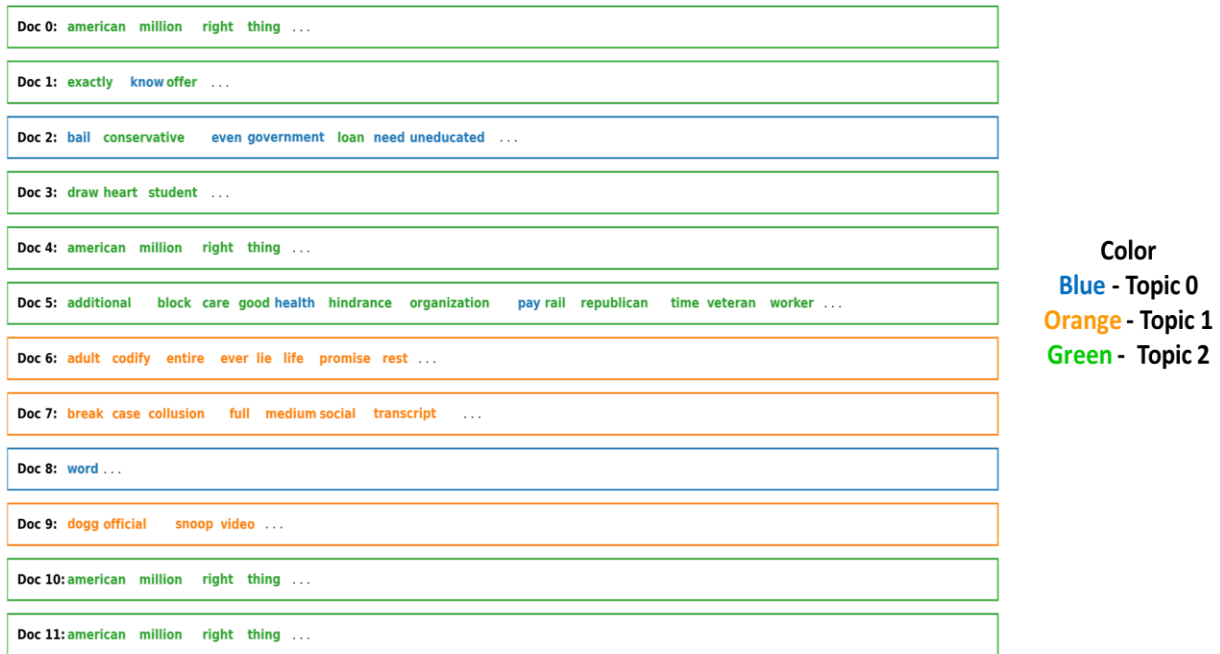 Doc 0: american million right thing ...
Doc 1: exactly know offer ...
Doc 2: bail conservative even government loan need uneducated ...
Doc 3: draw heart student ...
Doc 4: american million right thing ...
Doc 5: additional block care good health hindrance organization pay rail republican time veteran worker ...
Doc 6: adult codify entire ever lie life promise rest ...
Doc 7: break case collusion full medium social transcript ...
Doc 8: word ...
Doc 9: dogg official snoop video ...
Doc 10: american million right thing ...
Doc 11: american million right thing ...
Color
Blue - Topic 0
Orange - Topic 1
Green - Topic 2